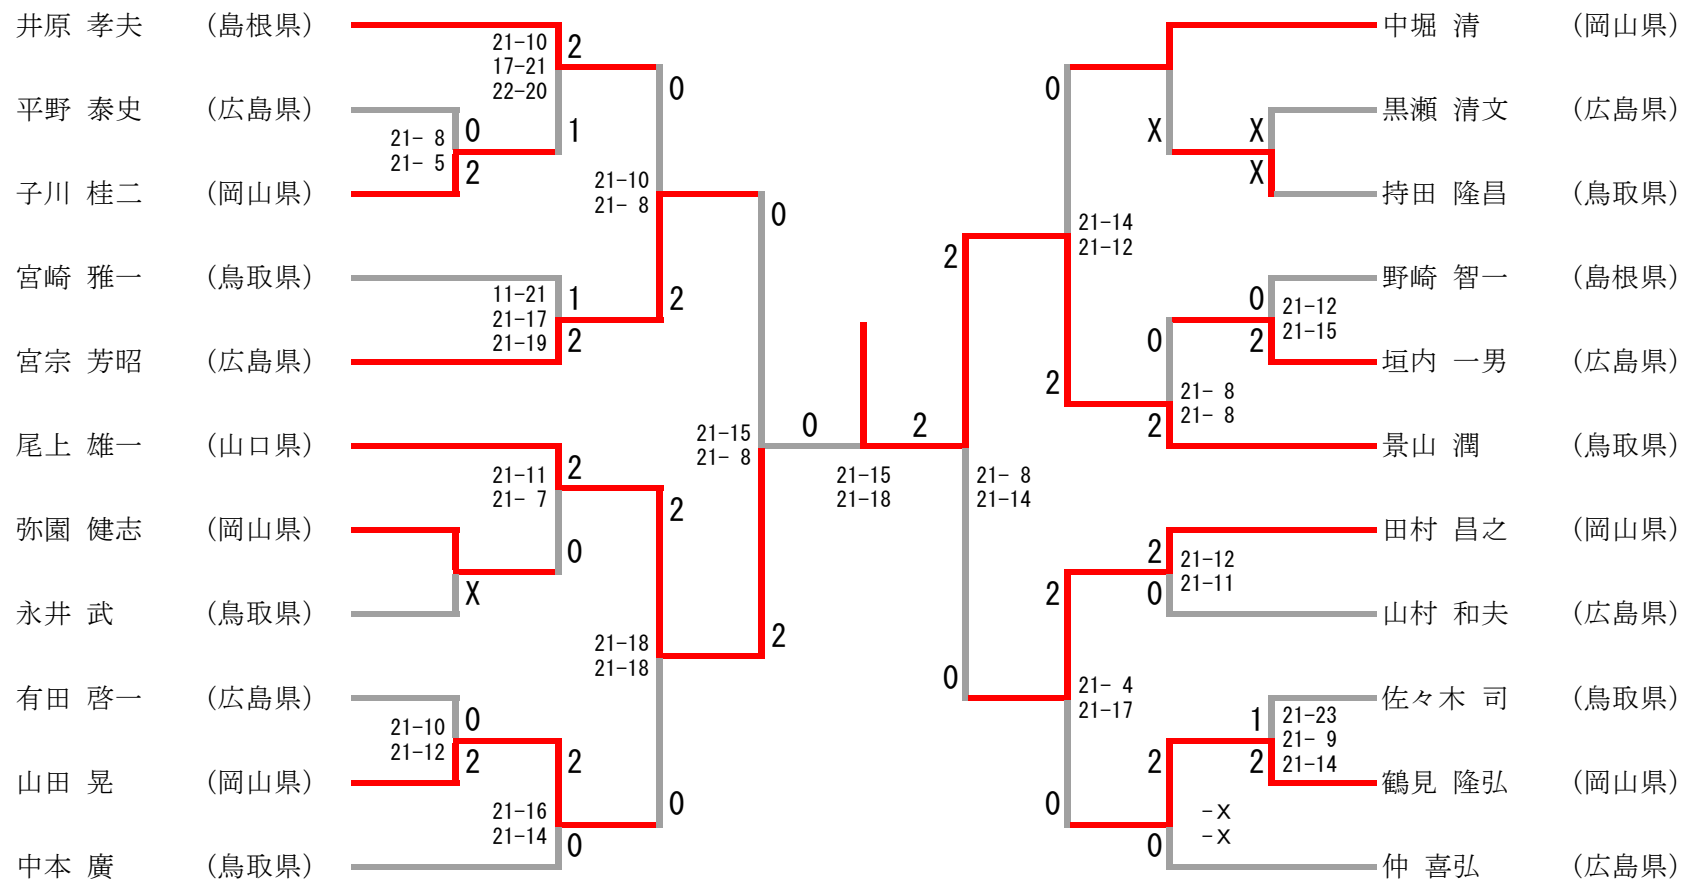 井原 孝夫 (島根県)
21-10
17-21
22-20
2
0
平野 泰史 (広島県)
21- 8
21- 5
0
2
1
子川 桂二 (岡山県)
21-10
21- 8
0
宮崎 雅一 (鳥取県)
11-21
21-17
21-19
1
2
2
宮宗 芳昭 (広島県)
尾上 雄一 (山口県)
21-11
21- 7
2
0
2
21-15
21- 8
弥園 健志 (岡山県)
X
永井 武 (鳥取県)
21-18
21-18
2
有田 啓一 (広島県)
21-10
21-12
0
2
2
山田 晃 (岡山県)
21-16
21-14
0
0
中本 廣 (鳥取県)
0
2
21-15
21-18
中堀 清 (岡山県)
0
X
黒瀬 清文 (広島県)
X
X
持田 隆昌 (鳥取県)
2
21-14
21-12
野崎 智一 (島根県)
0
2
21-12
21-15
0
垣内 一男 (広島県)
2
2
21- 8
21- 8
景山 潤 (鳥取県)
21- 8
21-14
田村 昌之 (岡山県)
2
0
21-12
21-11
2
山村 和夫 (広島県)
0
21- 4
21-17
佐々木 司 (鳥取県)
1
2
21-23
21- 9
21-14
2
鶴見 隆弘 (岡山県)
0
0
-X
-X
仲 喜弘 (広島県)